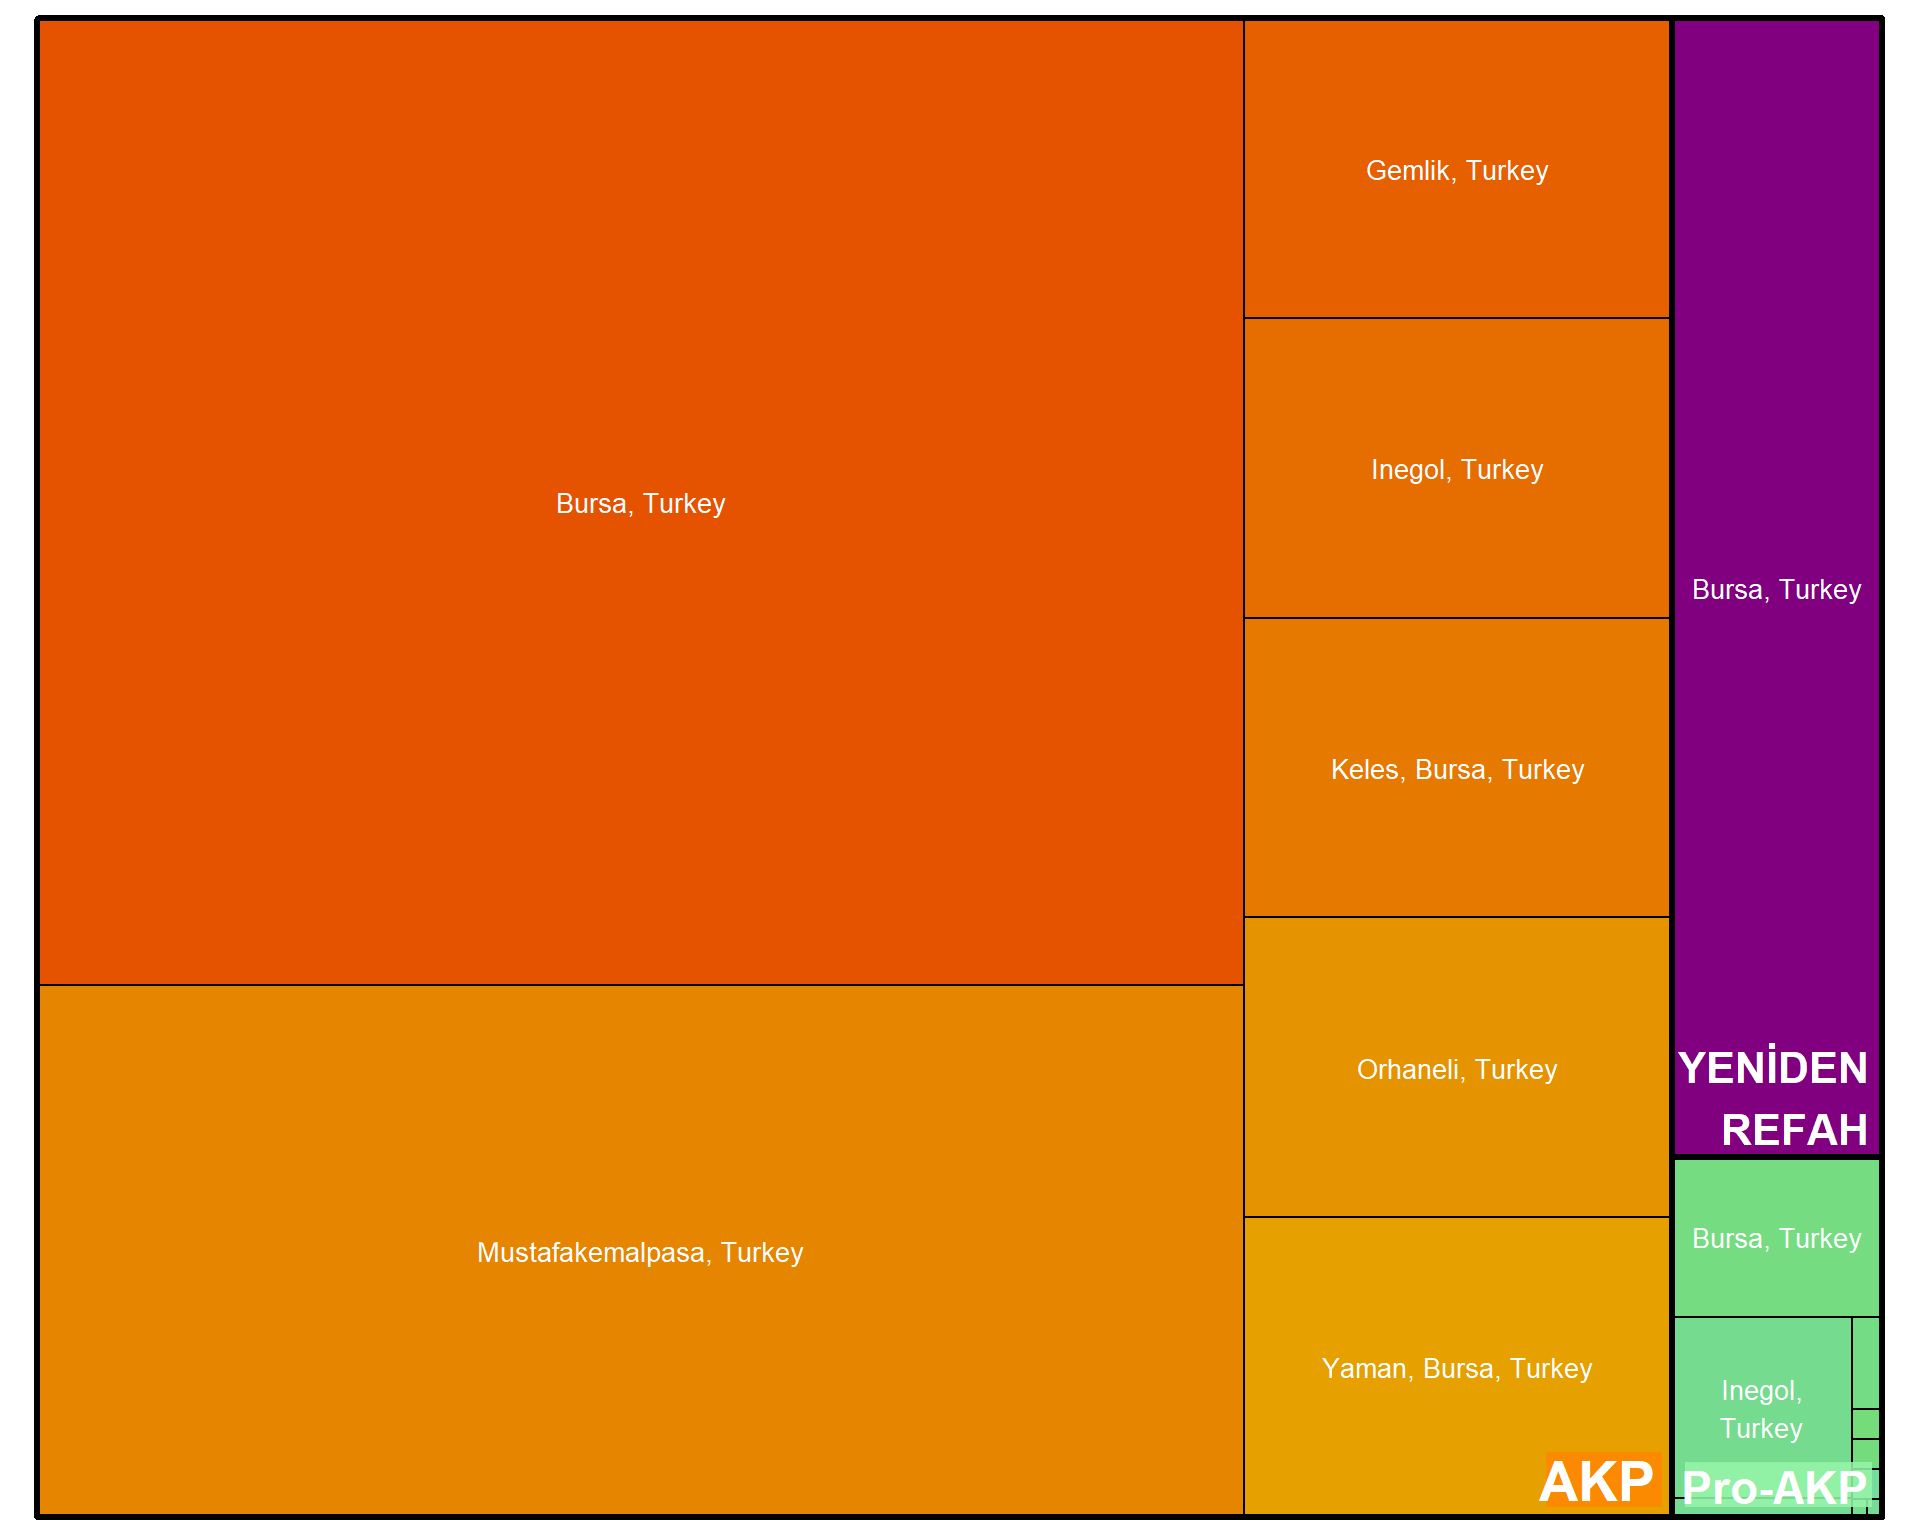 Bursa, Turkey
Mustafakemalpasa, Turkey
Gemlik, Turkey
Inegol, Turkey
Keles, Bursa, Turkey
Orhaneli, Turkey
Yaman, Bursa, Turkey
AKP
Bursa, Turkey
YENİDEN
REFAH
Bursa, Turkey
Inegol,
Turkey
Pro-AKP